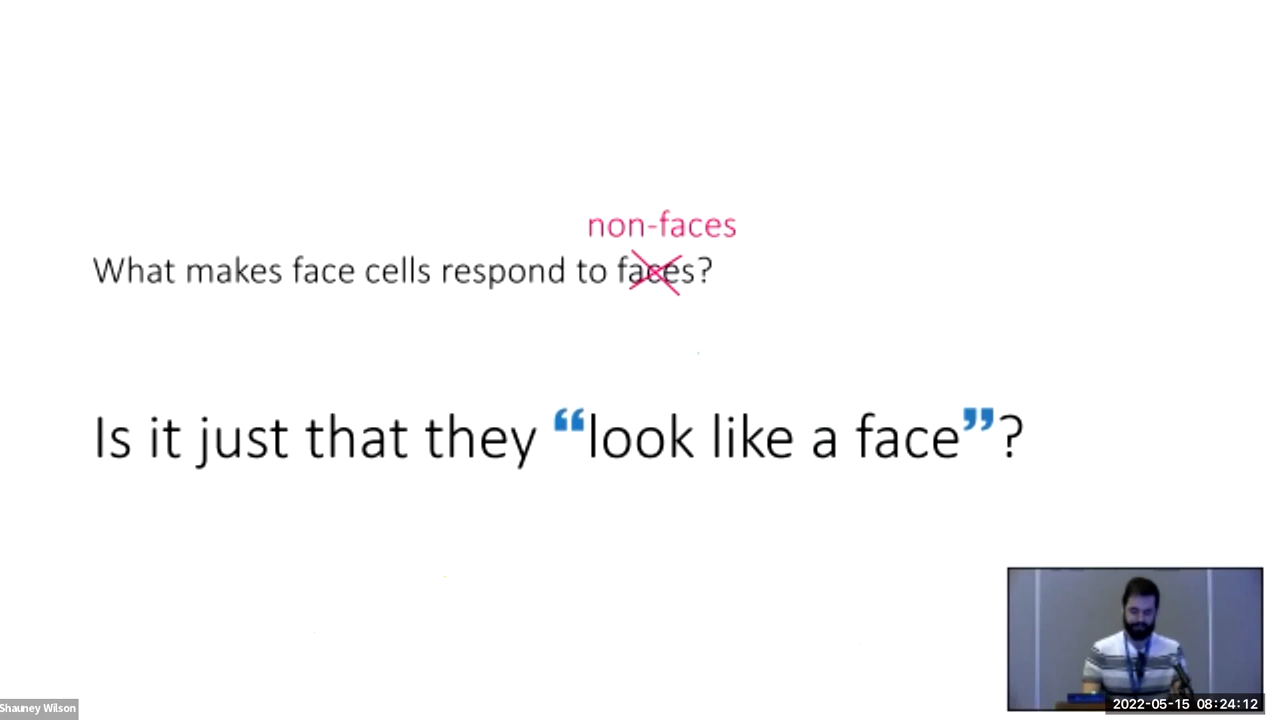 non-faces
What makes face cells respond to faces?
Is it just that they “look like a face”?
Shauney Wilson
2022-05-15 08:24:12